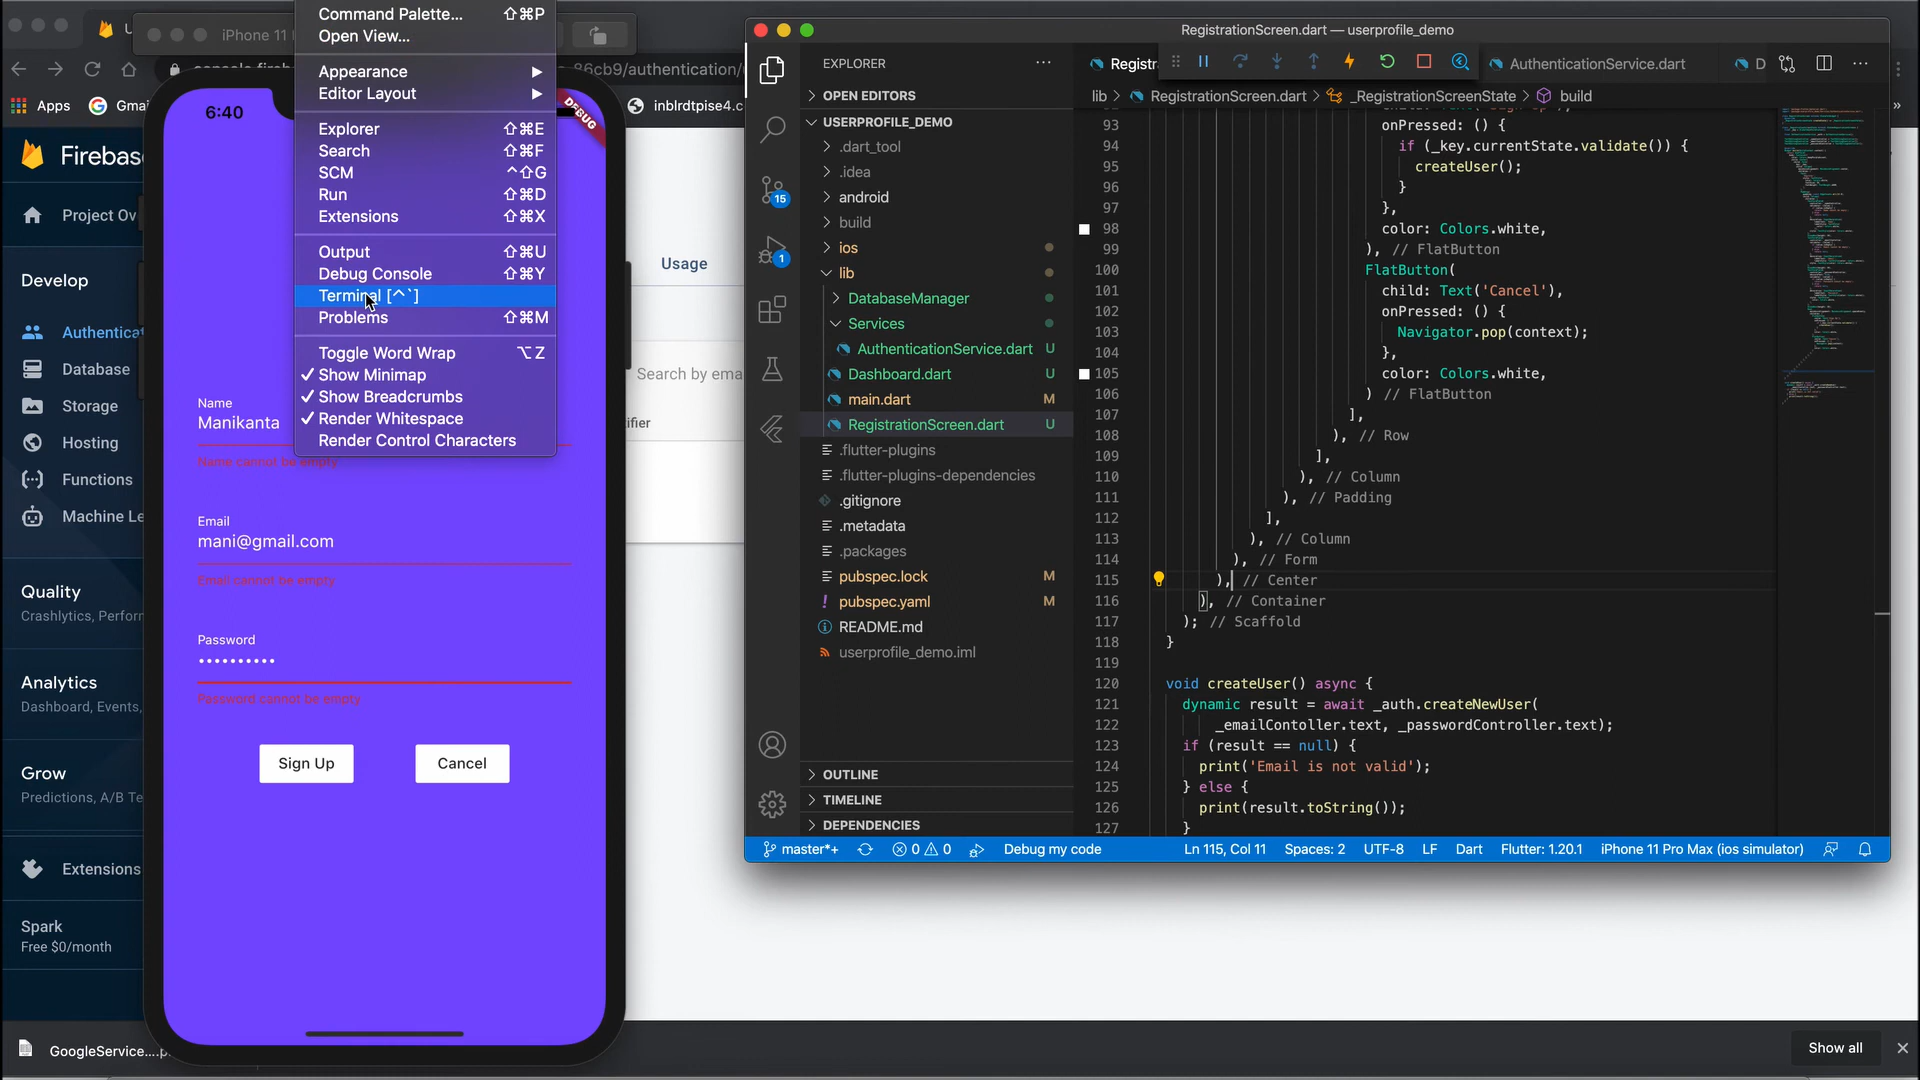 U
iPhone 11
86cb9/authentication/u
Apps
Gmai
inblrdtpise4.c
»
Firebase
Project Ov
Develop
Authenticat
Database
Storage
Hosting
Functions
Machine Le
Quality
Crashlytics, Perform
Analytics
Dashboard, Events,
Grow
Predictions, A/B Te
Extensions
Spark
Free $0/month
GoogleService....p
Show all
Usage
Search by ema
tifier
6:40
DEBUG
Name
Manikanta
Name cannot be empty
Email
mani@gmail.com
Email cannot be empty
Password
••••••••••
Password cannot be empty
Sign Up
Cancel
Command Palette... ⇧⌘P
Open View...
Appearance
Editor Layout
Explorer ⇧⌘E
Search ⇧⌘F
SCM ^⇧G
Run ⇧⌘D
Extensions ⇧⌘X
Output ⇧⌘U
Debug Console ⇧⌘Y
Terminal [^`]
Problems ⇧⌘M
Toggle Word Wrap ⌥Z
✓ Show Minimap
✓ Show Breadcrumbs
✓ Render Whitespace
Render Control Characters
RegistrationScreen.dart — userprofile_demo
EXPLORER
OPEN EDITORS
USERPROFILE_DEMO
.dart_tool
.idea
android
build
ios
lib
DatabaseManager
Services
AuthenticationService.dart U
Dashboard.dart U
main.dart M
RegistrationScreen.dart U
.flutter-plugins
.flutter-plugins-dependencies
.gitignore
.metadata
.packages
pubspec.lock M
pubspec.yaml M
README.md
userprofile_demo.iml
OUTLINE
TIMELINE
DEPENDENCIES
15
1
Registr
AuthenticationService.dart
D
lib > RegistrationScreen.dart > _RegistrationScreenState > build
93 onPressed: () {
94 if (_key.currentState.validate()) {
95 createUser();
96 }
97 },
98 color: Colors.white,
99 ), // FlatButton
100 FlatButton(
101 child: Text('Cancel'),
102 onPressed: () {
103 Navigator.pop(context);
104 },
105 color: Colors.white,
106 ) // FlatButton
107 ],
108 ), // Row
109 ],
110 ), // Column
111 ), // Padding
112 ],
113 ), // Column
114 ), // Form
115 ), // Center
116 ), // Container
117 ); // Scaffold
118 }
119
120 void createUser() async {
121 dynamic result = await _auth.createNewUser(
122 _emailContoller.text, _passwordController.text);
123 if (result == null) {
124 print('Email is not valid');
125 } else {
126 print(result.toString());
127 }
master*+
0
0
Debug my code
Ln 115, Col 11
Spaces: 2
UTF-8
LF
Dart
Flutter: 1.20.1
iPhone 11 Pro Max (ios simulator)